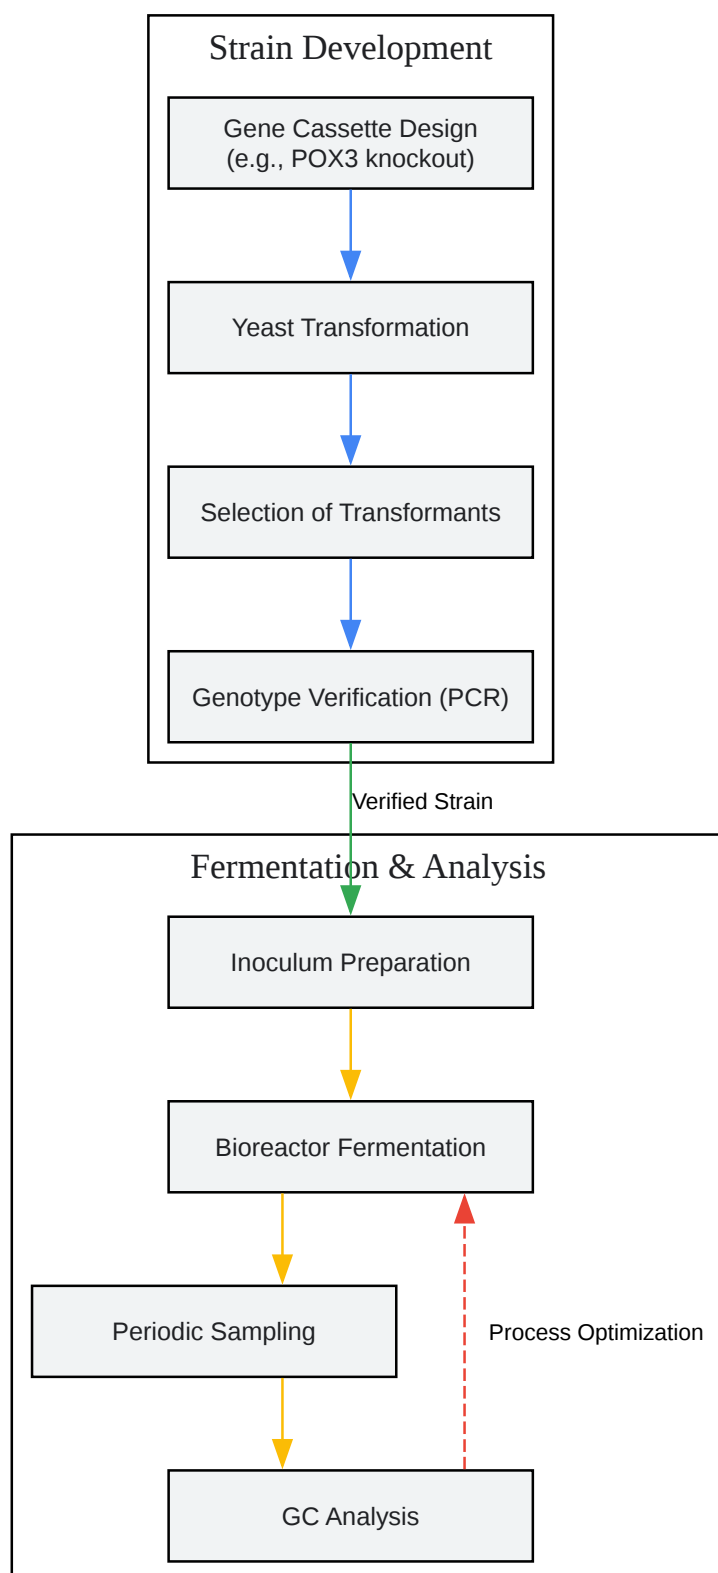 Strain Development
Gene Cassette Design
(e.g., POX3 knockout)
Yeast Transformation
Selection of Transformants
Genotype Verification (PCR)
Verified Strain
Fermentation & Analysis
Inoculum Preparation
Bioreactor Fermentation
Periodic Sampling
Process Optimization
GC Analysis